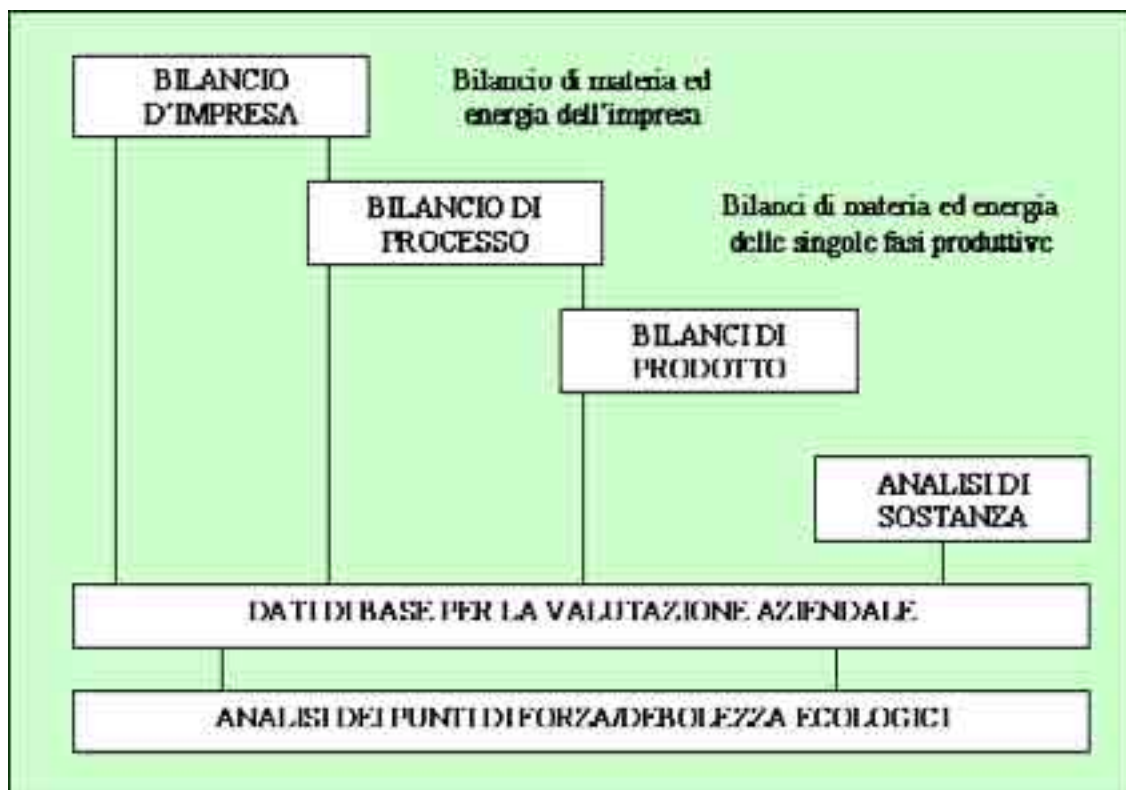 BILANCIO
D'IMPRESA
Bilancio di materia ed
energia dell'impresa
BILANCIO DI
PROCESSO
Bilanci di materia ed energia
delle singole fasi produttive
BILANCI DI
PRODOTTO
ANALISI DI
SOSTANZA
DATI DI BASE PER LA VALUTAZIONE AZIENDALE
ANALISI DEI PUNTI DI FORZA/DEBOLEZZA ECOLOGICI